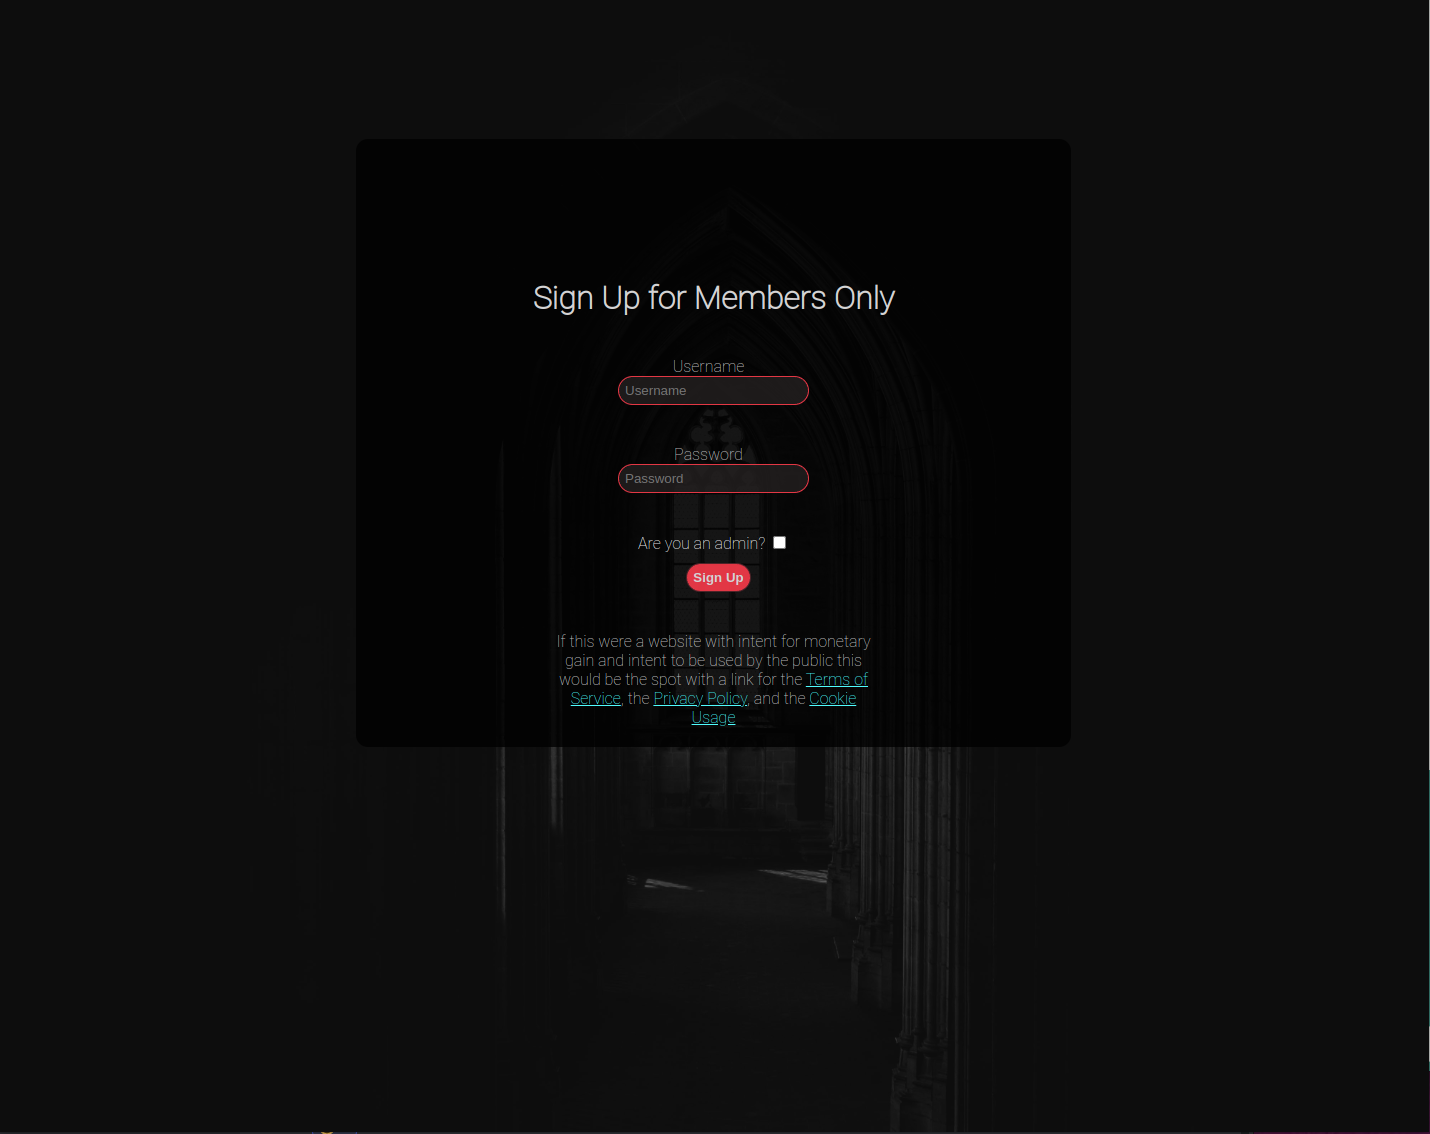 Sign Up for Members Only
Username
Username
Password
Password
Are you an admin?
Sign Up
If this were a website with intent for monetary
gain and intent to be used by the public this
would be the spot with a link for the Terms of
Service, the Privacy Policy, and the Cookie
Usage